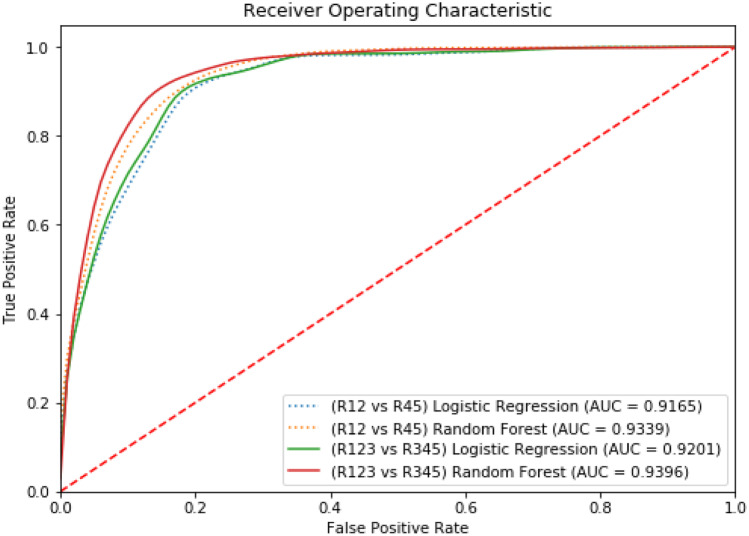 Receiver Operating Characteristic
1.0
0.8
0.6
0.4
0.2
0.0
True Positive Rate
(R12 vs R45) Logistic Regression (AUC = 0.9165)
(R12 vs R45) Random Forest (AUC = 0.9339)
(R123 vs R345) Logistic Regression (AUC = 0.9201)
(R123 vs R345) Random Forest (AUC = 0.9396)
0.0 0.2 0.4 0.6 0.8 1.0
False Positive Rate